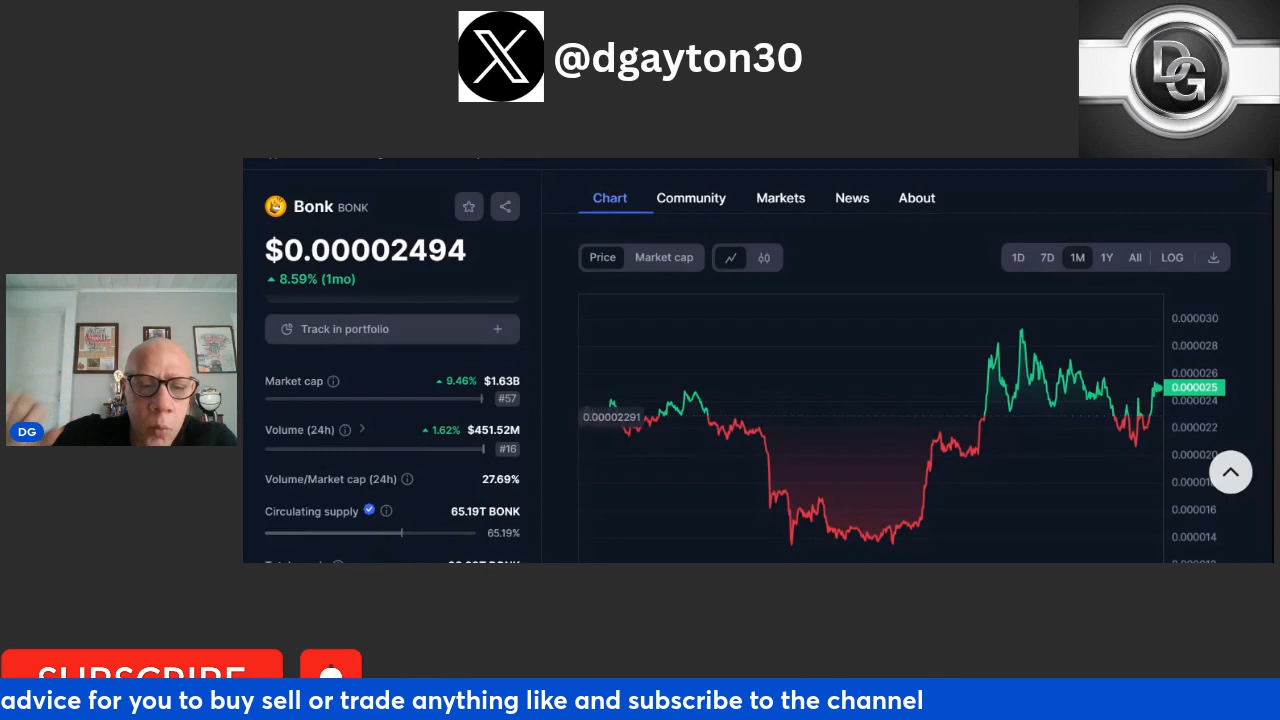 @dgayton30
DG
Bonk BONK
$0.00002494
8.59% (1mo)
Track in portfolio
Market cap
9.46% $1.63B
#57
Volume (24h)
1.62% $451.52M
#16
Volume/Market cap (24h)
27.69%
Circulating supply
65.19T BONK
65.19%
Chart Community Markets News About
Price Market cap
1D 7D 1M 1Y All LOG
0.000030
0.000028
0.000026
0.000025
0.000024
0.00002291
0.000022
0.000020
0.000016
0.000014
DG
SUBSCRIBE
advice for you to buy sell or trade anything like and subscribe to the channel